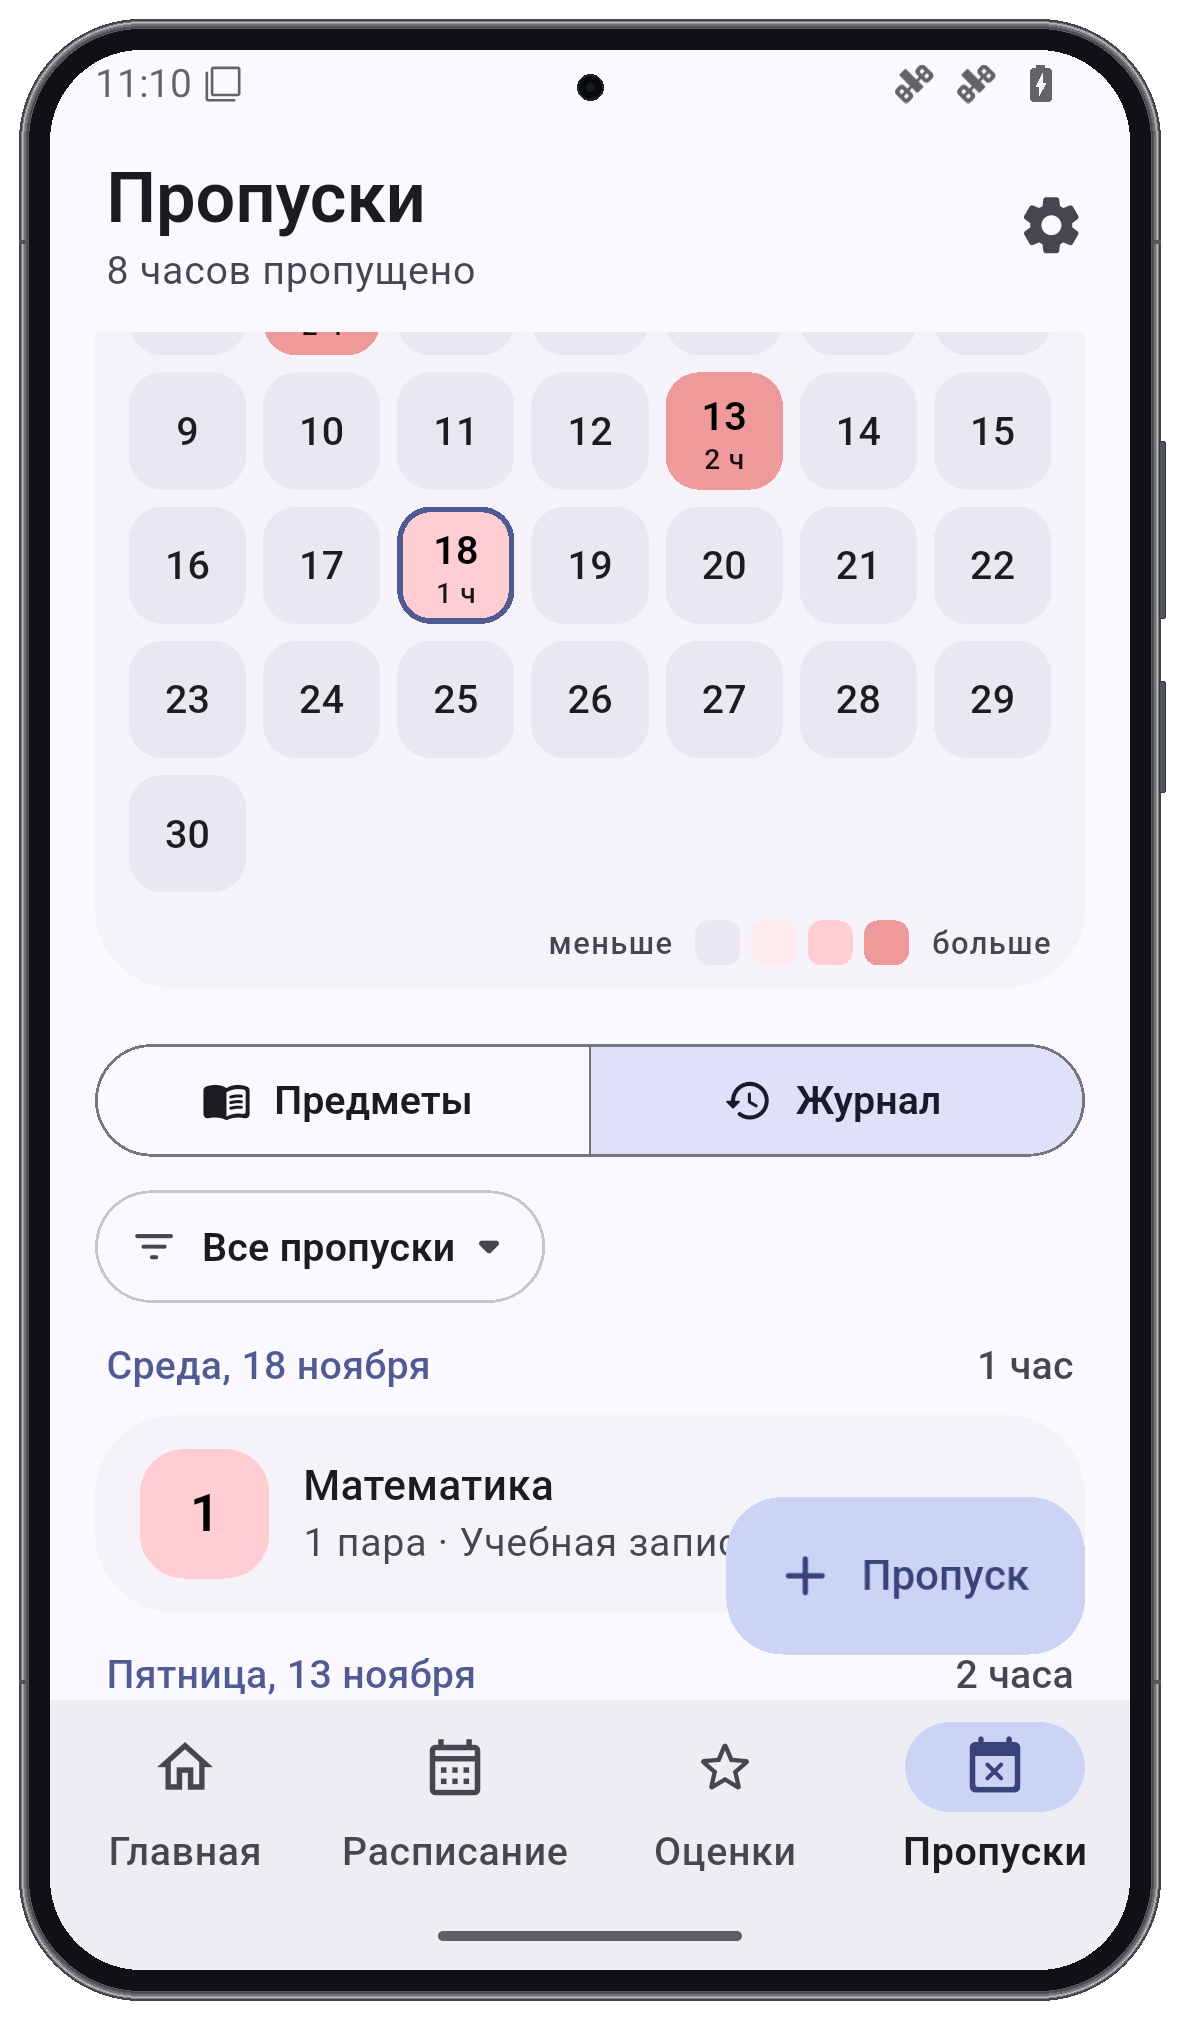 11:10
Пропуски
8 часов пропущено
9 10 11 12 13 14 15
2 ч
16 17 18 19 20 21 22
1 ч
23 24 25 26 27 28 29
30
меньше больше
Предметы Журнал
Все пропуски
Среда, 18 ноября 1 час
1 Математика
1 пара · Учебная
+ Пропуск
Пятница, 13 ноября 2 часа
Главная Расписание Оценки Пропуски